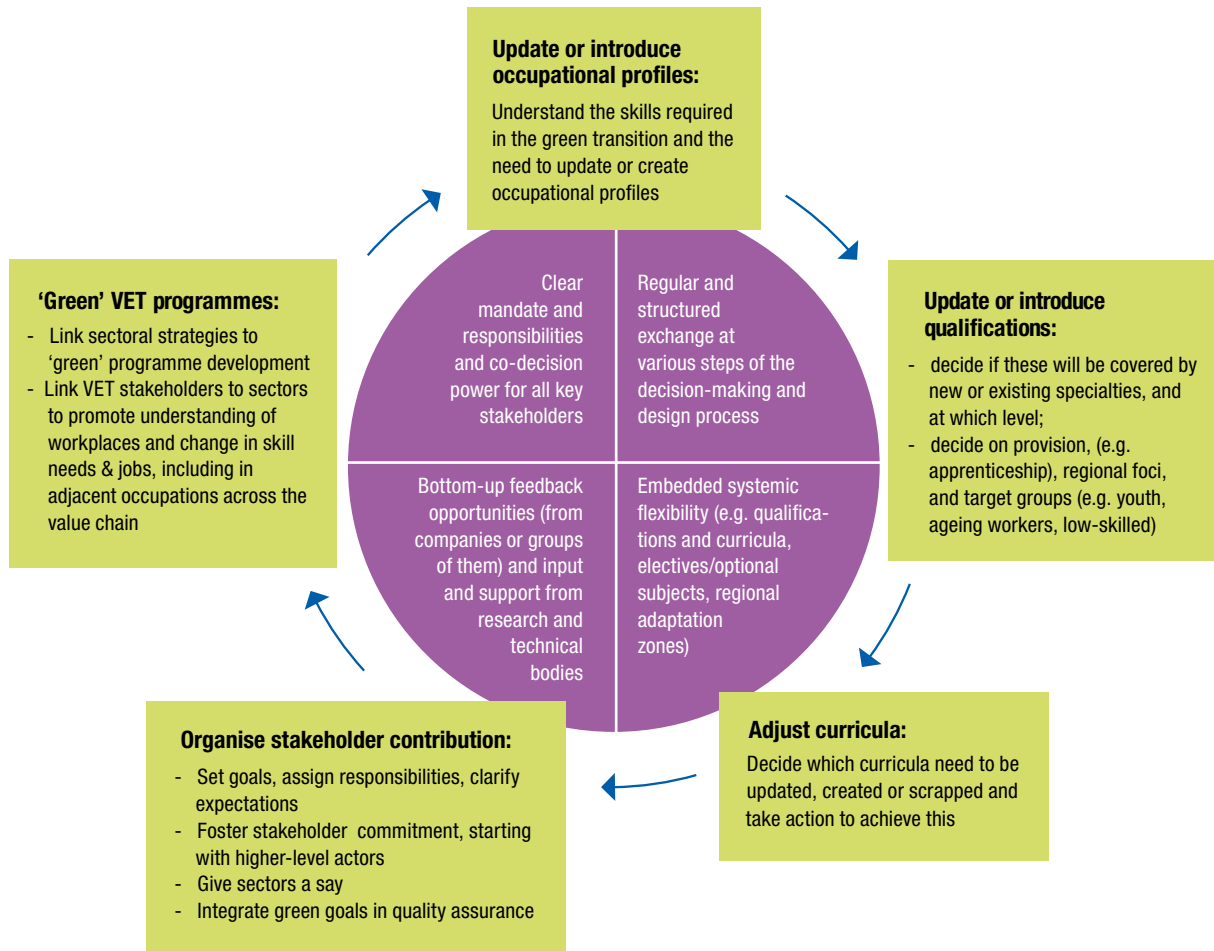 Update or introduce
occupational profiles:
Understand the skills required
in the green transition and the
need to update or create
occupational profiles
Update or introduce
qualifications:
- decide if these will be covered by
new or existing specialties, and
at which level;
- decide on provision, (e.g.
apprenticeship), regional foci,
and target groups (e.g. youth,
ageing workers, low-skilled)
Adjust curricula:
Decide which curricula need to be
updated, created or scrapped and
take action to achieve this
Organise stakeholder contribution:
- Set goals, assign responsibilities, clarify
expectations
- Foster stakeholder commitment, starting
with higher-level actors
- Give sectors a say
- Integrate green goals in quality assurance
‘Green’ VET programmes:
- Link sectoral strategies to
‘green’ programme development
- Link VET stakeholders to sectors
to promote understanding of
workplaces and change in skill
needs & jobs, including in
adjacent occupations across the
value chain
Clear
mandate and
responsibilities
and co-decision
power for all key
stakeholders
Regular and
structured
exchange at
various steps of the
decision-making and
design process
Bottom-up feedback
opportunities (from
companies or groups
of them) and input
and support from
research and
technical
bodies
Embedded systemic
flexibility (e.g. qualifica-
tions and curricula,
electives/optional
subjects, regional
adaptation
zones)